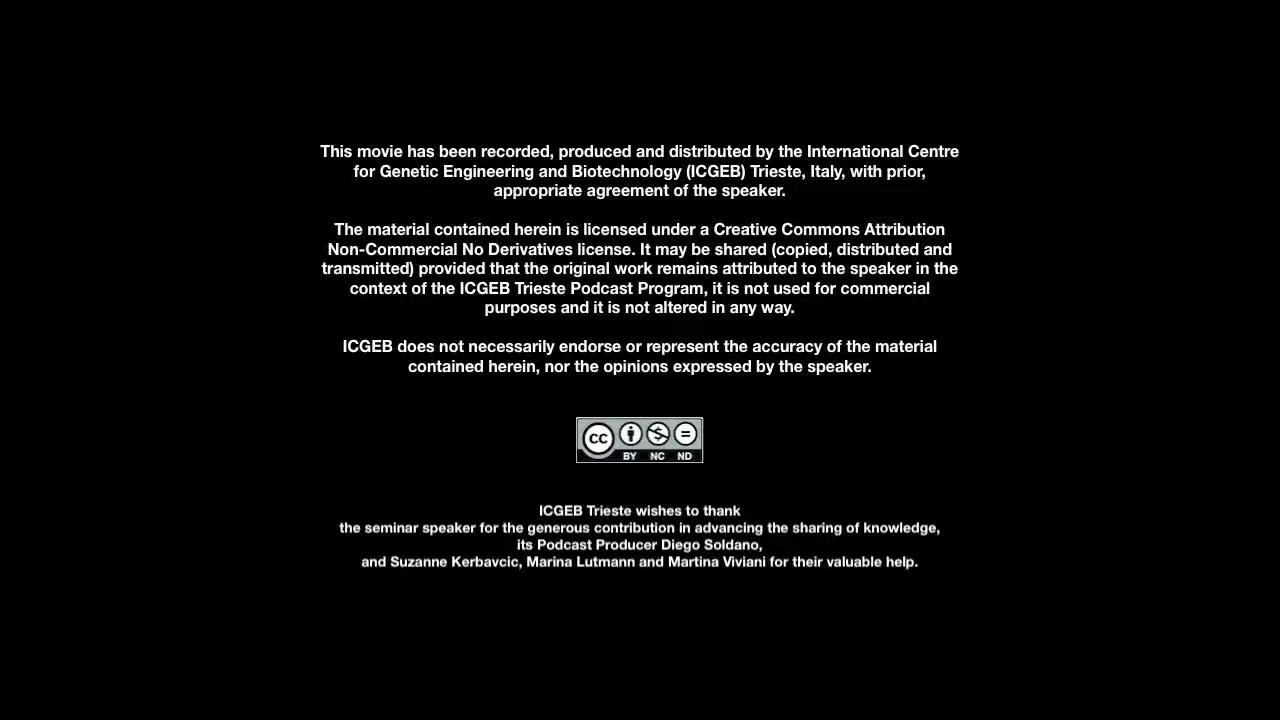 This movie has been recorded, produced and distributed by the International Centre
for Genetic Engineering and Biotechnology (ICGEB) Trieste, Italy, with prior,
appropriate agreement of the speaker.
The material contained herein is licensed under a Creative Commons Attribution
Non-Commercial No Derivatives license. It may be shared (copied, distributed and
transmitted) provided that the original work remains attributed to the speaker in the
context of the ICGEB Trieste Podcast Program, it is not used for commercial
purposes and it is not altered in any way.
ICGEB does not necessarily endorse or represent the accuracy of the material
contained herein, nor the opinions expressed by the speaker.
CC
BY NC ND
ICGEB Trieste wishes to thank
the seminar speaker for the generous contribution in advancing the sharing of knowledge,
its Podcast Producer Diego Soldano,
and Suzanne Kerbavcic, Marina Lutmann and Martina Viviani for their valuable help.